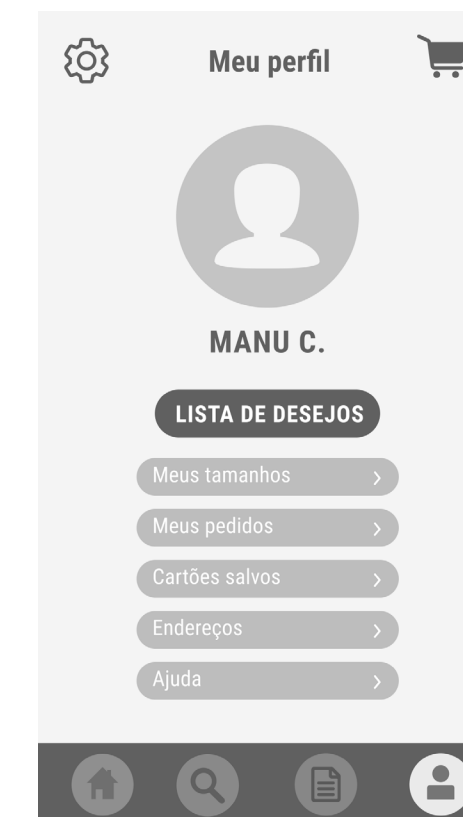 Meu perfil
MANU C.
LISTA DE DESEJOS
Meus tamanhos
Meus pedidos
Cartões salvos
Endereços
Ajuda